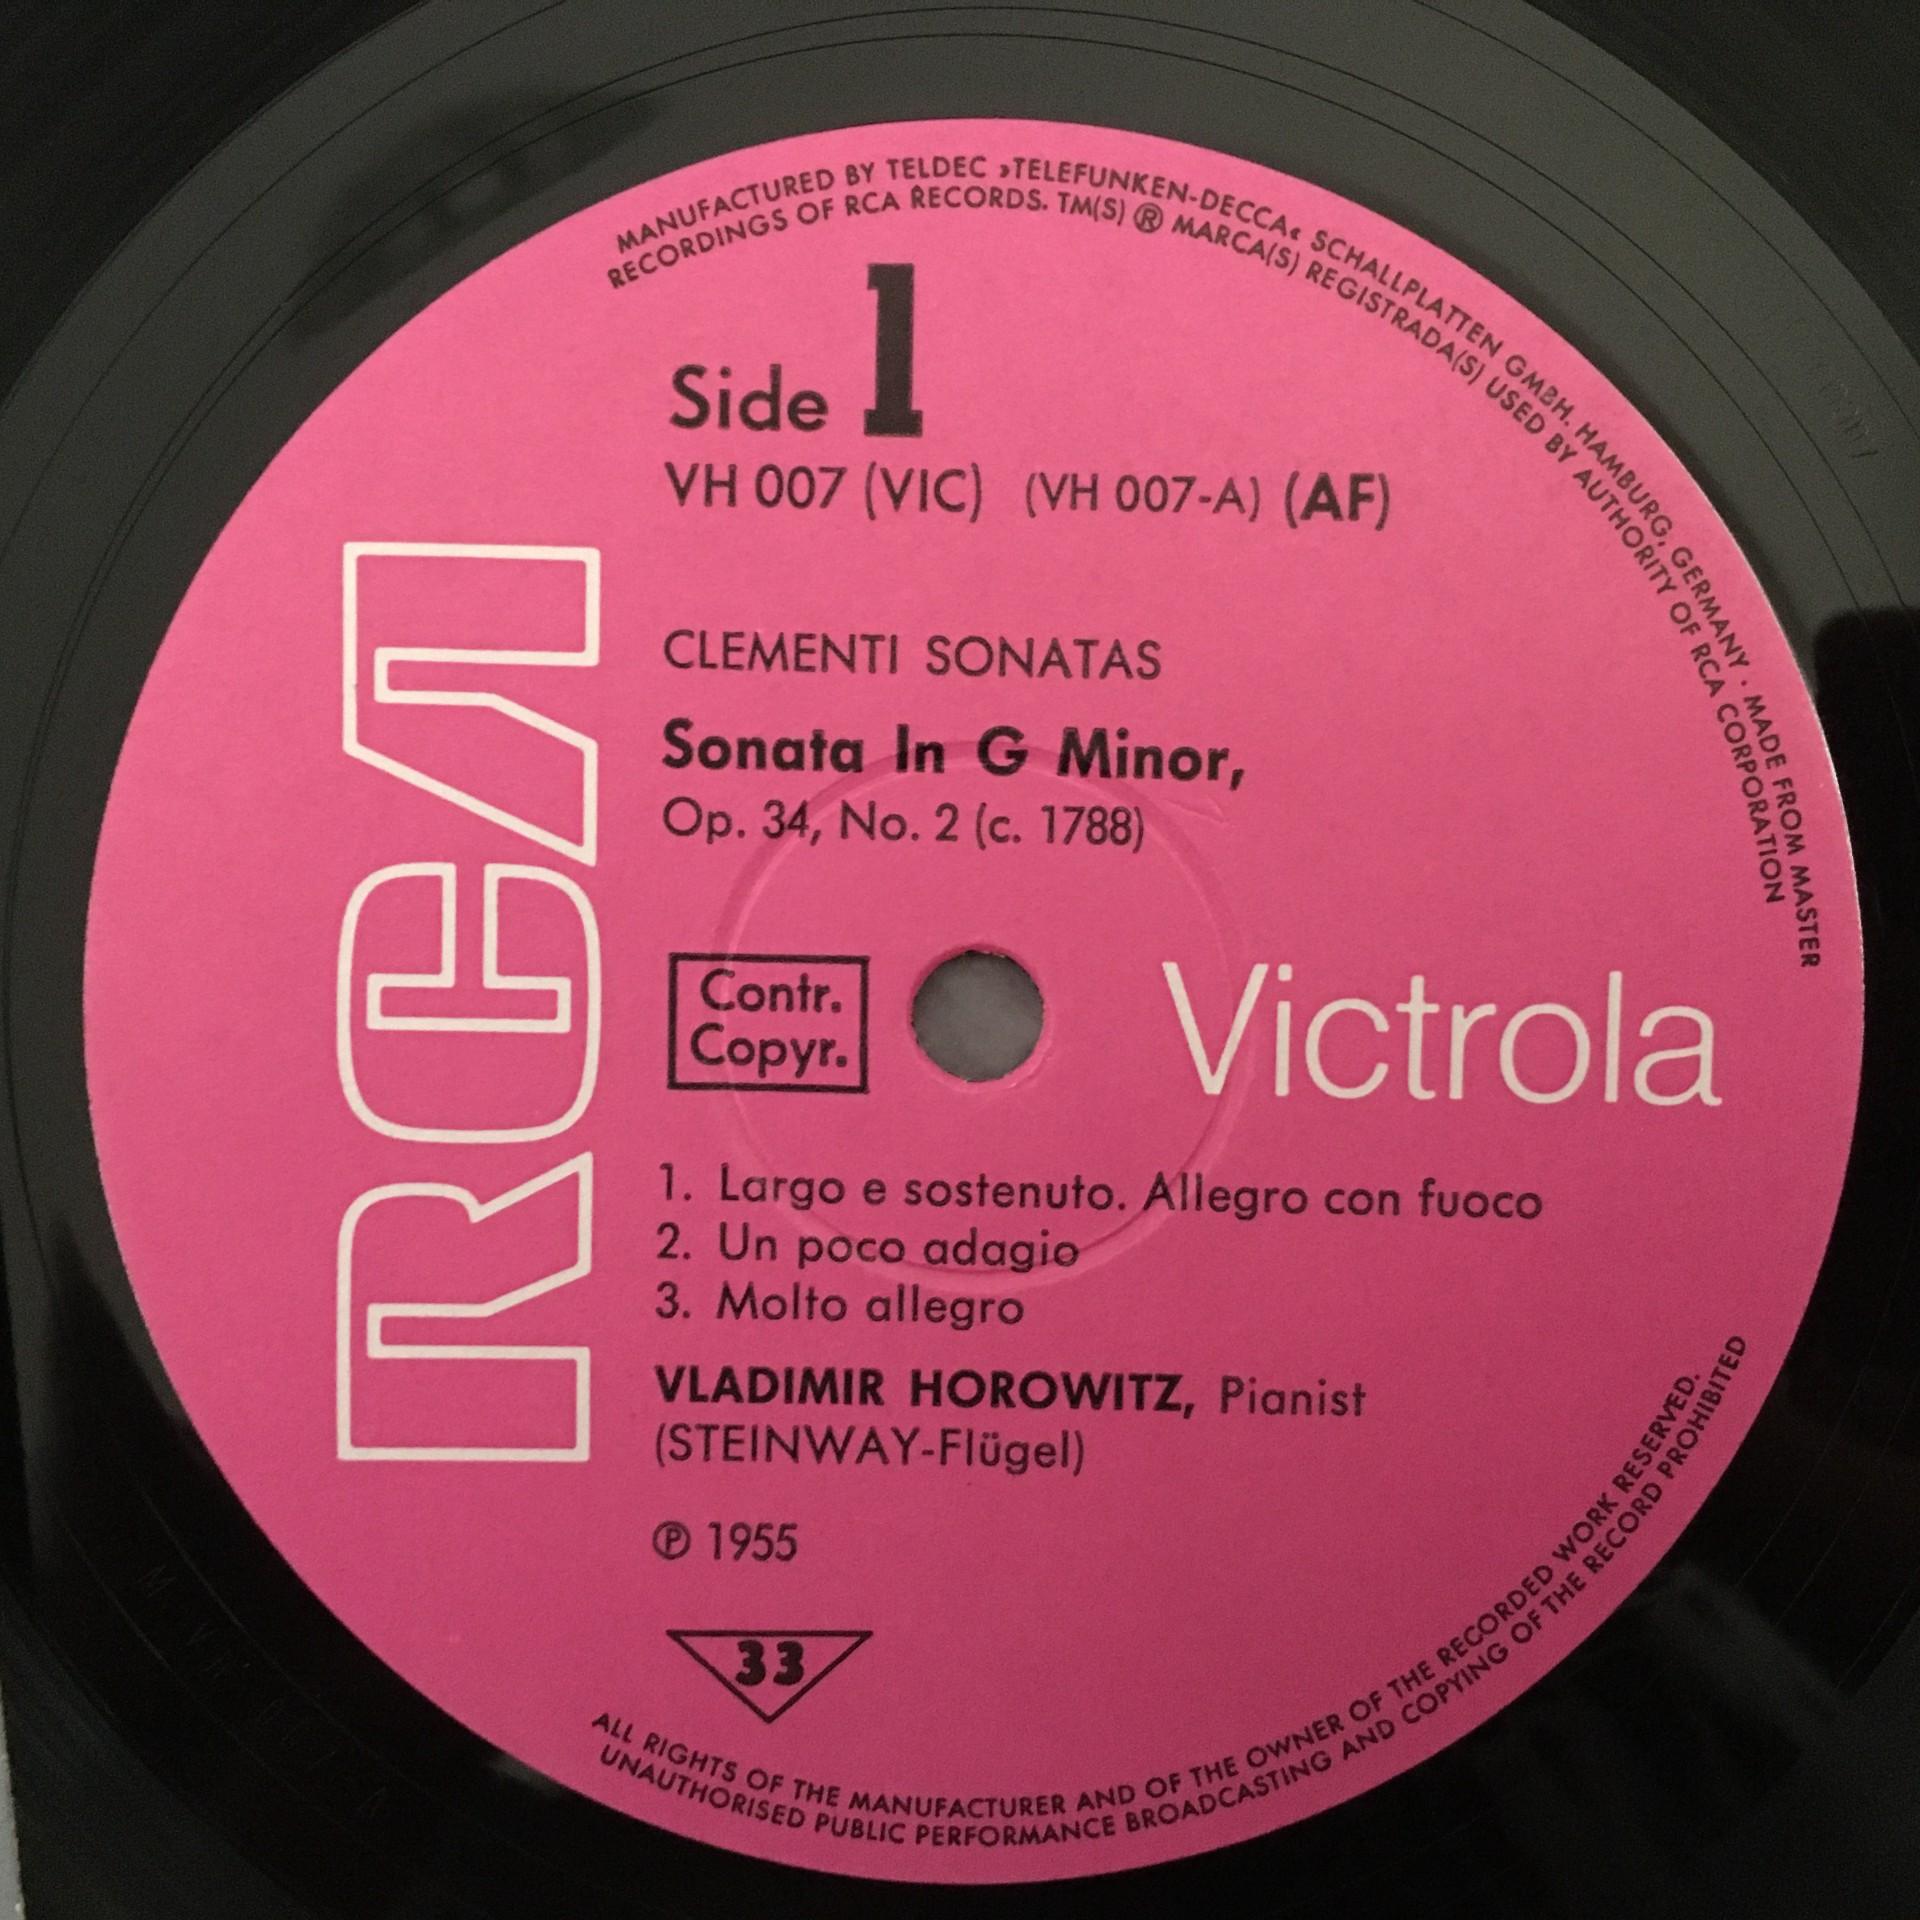 MANUFACTURED BY TELDEC »TELEFUNKEN-DECCA« SCHALLPLATTEN GMBH. HAMBURG, GERMANY · MADE FROM MASTER
RECORDINGS OF RCA RECORDS. TM(S) ® MARCA(S) REGISTRADA(S) USED BY AUTHORITY OF RCA CORPORATION
Side 1
VH 007 (VIC) (VH 007-A) (AF)
CLEMENTI SONATAS
Sonata In G Minor,
Op. 34, No. 2 (c. 1788)
RCA
Contr.
Copyr.
Victrola
1. Largo e sostenuto. Allegro con fuoco
2. Un poco adagio
3. Molto allegro
VLADIMIR HOROWITZ, Pianist
(STEINWAY-Flügel)
℗ 1955
33
ALL RIGHTS OF THE MANUFACTURER AND OF THE OWNER OF THE RECORDED WORK RESERVED.
UNAUTHORISED PUBLIC PERFORMANCE BROADCASTING AND COPYING OF THE RECORD PROHIBITED